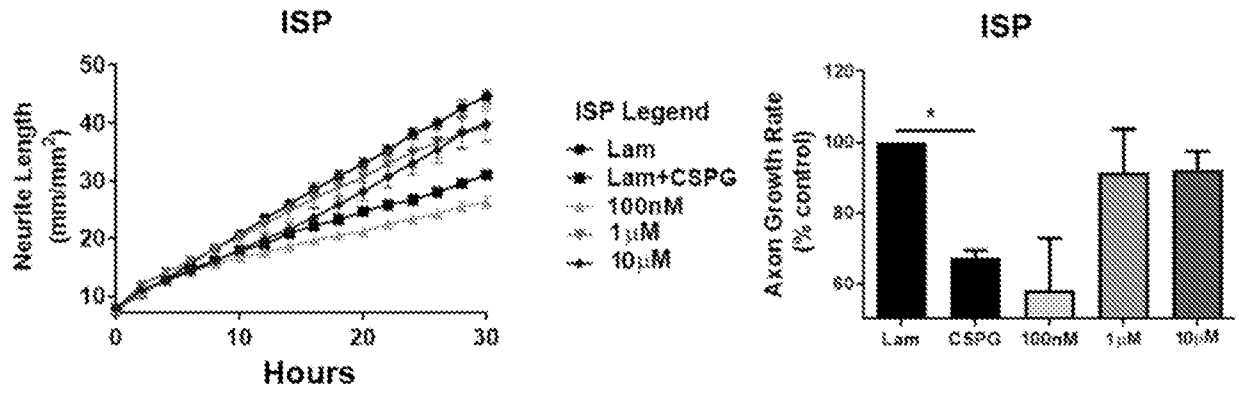 ISP
Neurite Length
(mm/mm²)
50
40
30
20
10
0
10
20
30
Hours
ISP Legend
Lam
Lam+CSPG
100nM
1μM
10μM
ISP
Axon Growth Rate
(% control)
120
100
80
60
*
Lam
CSPG
100nM
1μM
10μM